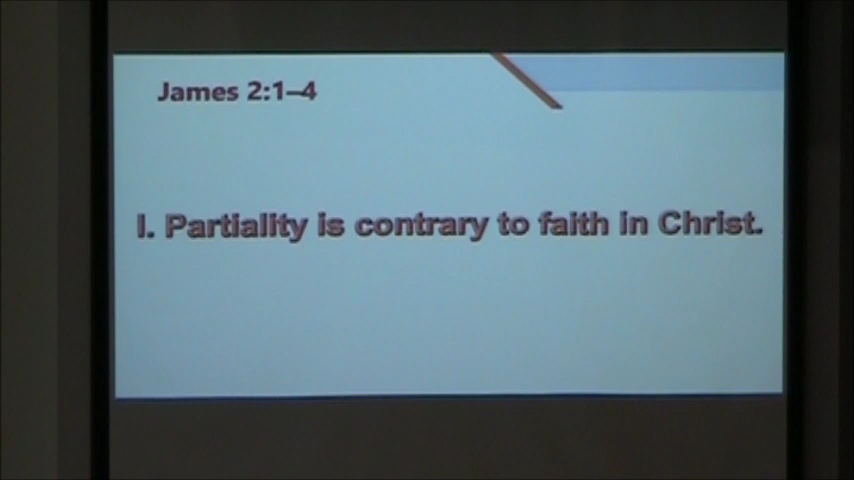 James 2:1–4
I. Partiality is contrary to faith in Christ.